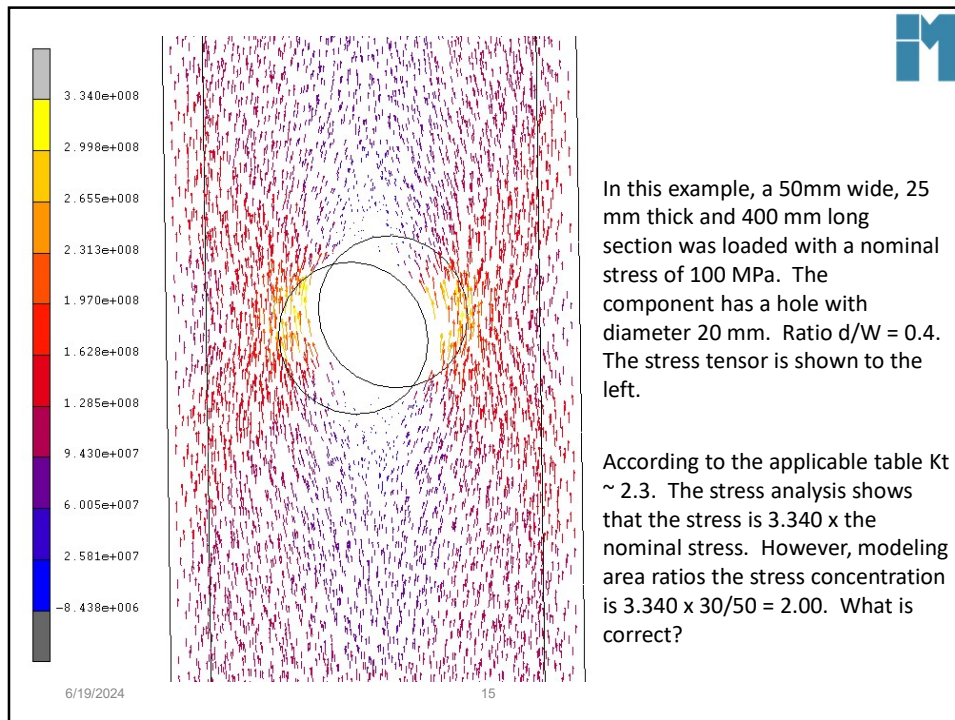 3.340e+008
2.998e+008
2.655e+008
2.313e+008
1.970e+008
1.628e+008
1.285e+008
9.430e+007
6.005e+007
2.581e+007
-8.438e+006
In this example, a 50mm wide, 25
mm thick and 400 mm long
section was loaded with a nominal
stress of 100 MPa. The
component has a hole with
diameter 20 mm. Ratio d/W = 0.4.
The stress tensor is shown to the
left.
According to the applicable table Kt
~ 2.3. The stress analysis shows
that the stress is 3.340 x the
nominal stress. However, modeling
area ratios the stress concentration
is 3.340 x 30/50 = 2.00. What is
correct?
6/19/2024
15